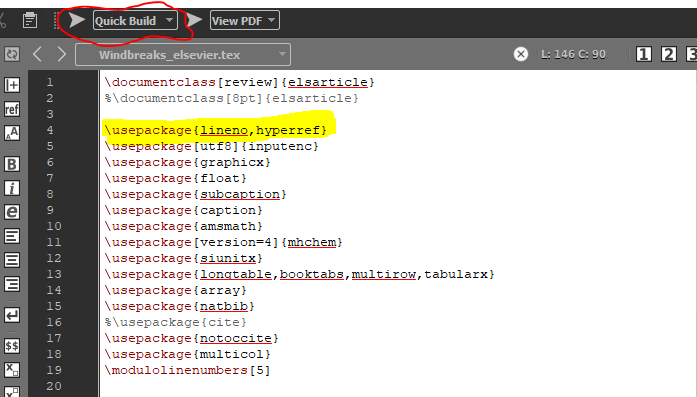 Quick Build View PDF
Windbreaks_elsevier.tex L: 146 C: 90 1 2 3
1 \documentclass[review]{elsarticle}
2 %\documentclass[8pt]{elsarticle}
3
4 \usepackage{lineno,hyperref}
5 \usepackage[utf8]{inputenc}
6 \usepackage{graphicx}
7 \usepackage{float}
8 \usepackage{subcaption}
9 \usepackage{caption}
10 \usepackage{amsmath}
11 \usepackage[version=4]{mhchem}
12 \usepackage{siunitx}
13 \usepackage{longtable,booktabs,multirow,tabularx}
14 \usepackage{array}
15 \usepackage{natbib}
16 %\usepackage{cite}
17 \usepackage{notoccite}
18 \usepackage{multicol}
19 \modulolinenumbers[5]
20
ref
AA
B
i
e
$$
X
X